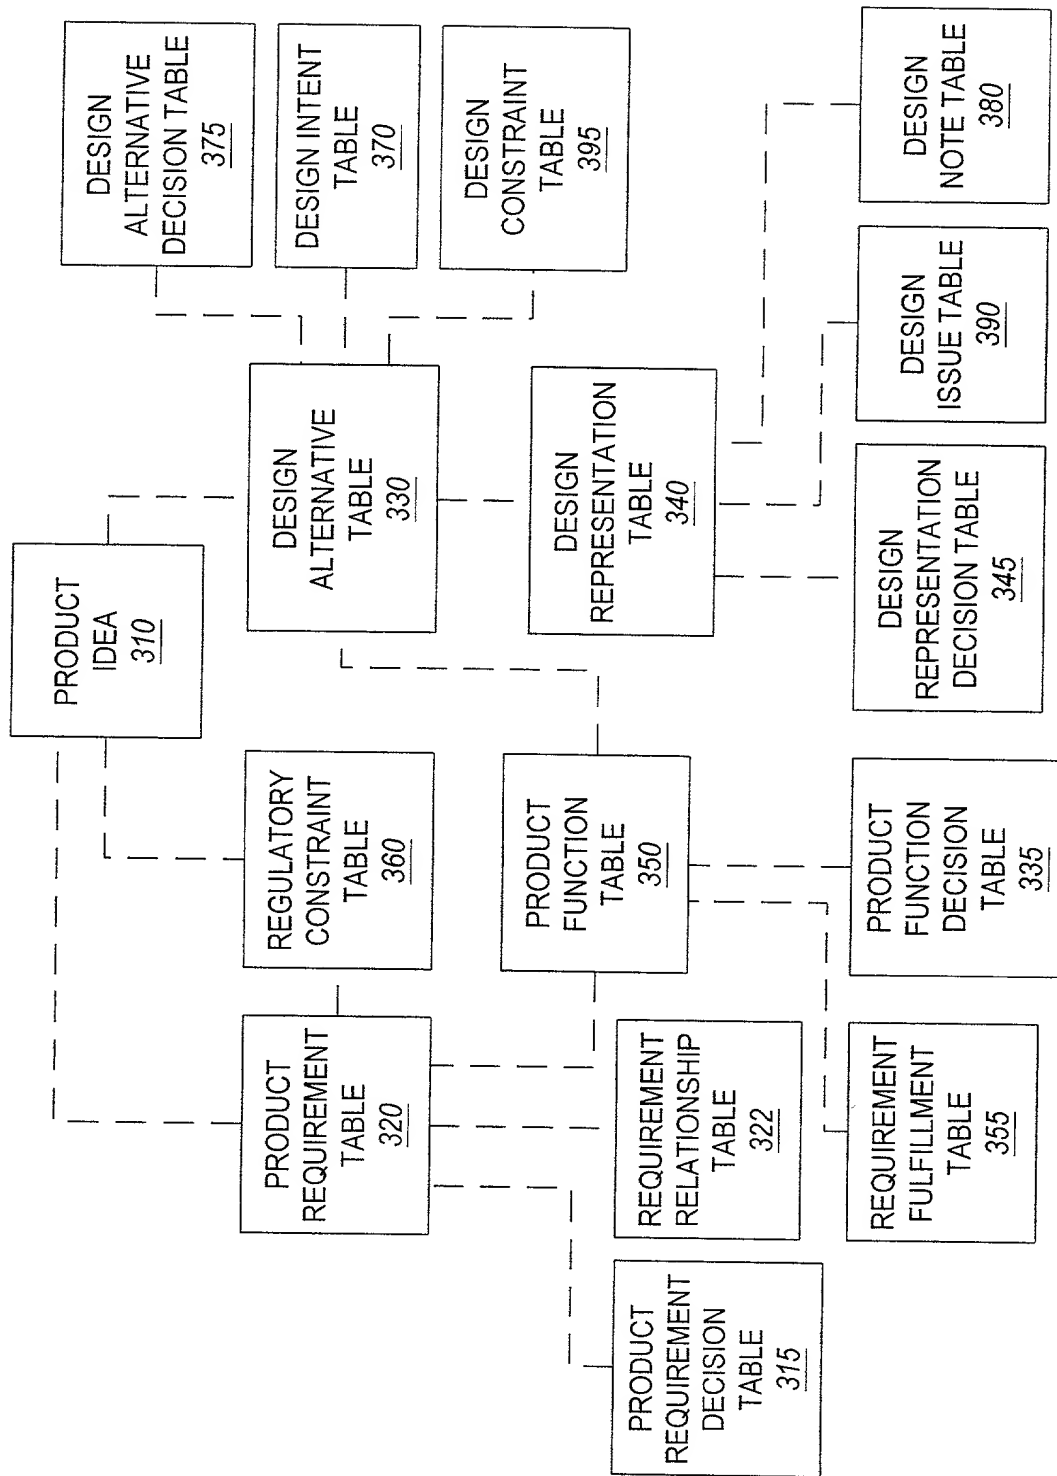 PRODUCT
IDEA
310
PRODUCT
REQUIREMENT
TABLE
320
REGULATORY
CONSTRAINT
TABLE
360
DESIGN
ALTERNATIVE
TABLE
330
DESIGN
ALTERNATIVE
DECISION TABLE
375
DESIGN INTENT
TABLE
370
DESIGN
CONSTRAINT
TABLE
395
PRODUCT
FUNCTION
TABLE
350
DESIGN
REPRESENTATION
TABLE
340
PRODUCT
REQUIREMENT
DECISION
TABLE
315
REQUIREMENT
RELATIONSHIP
TABLE
322
REQUIREMENT
FULFILLMENT
TABLE
355
PRODUCT
FUNCTION
DECISION
TABLE
335
DESIGN
REPRESENTATION
DECISION TABLE
345
DESIGN
ISSUE TABLE
390
DESIGN
NOTE TABLE
380